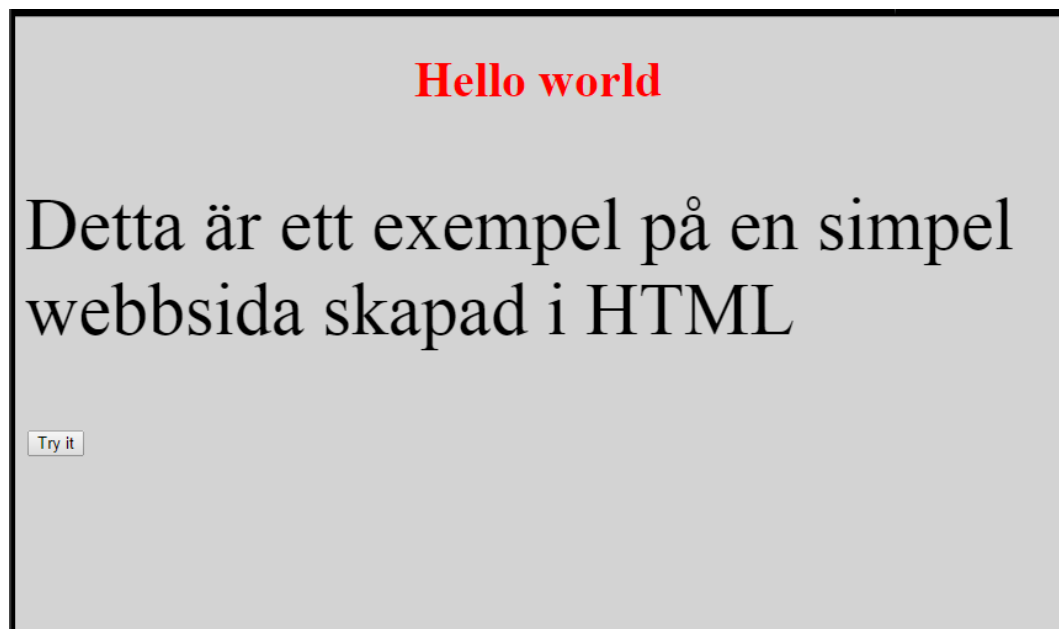 Hello world
Detta är ett exempel på en simpel
webbsida skapad i HTML
Try it